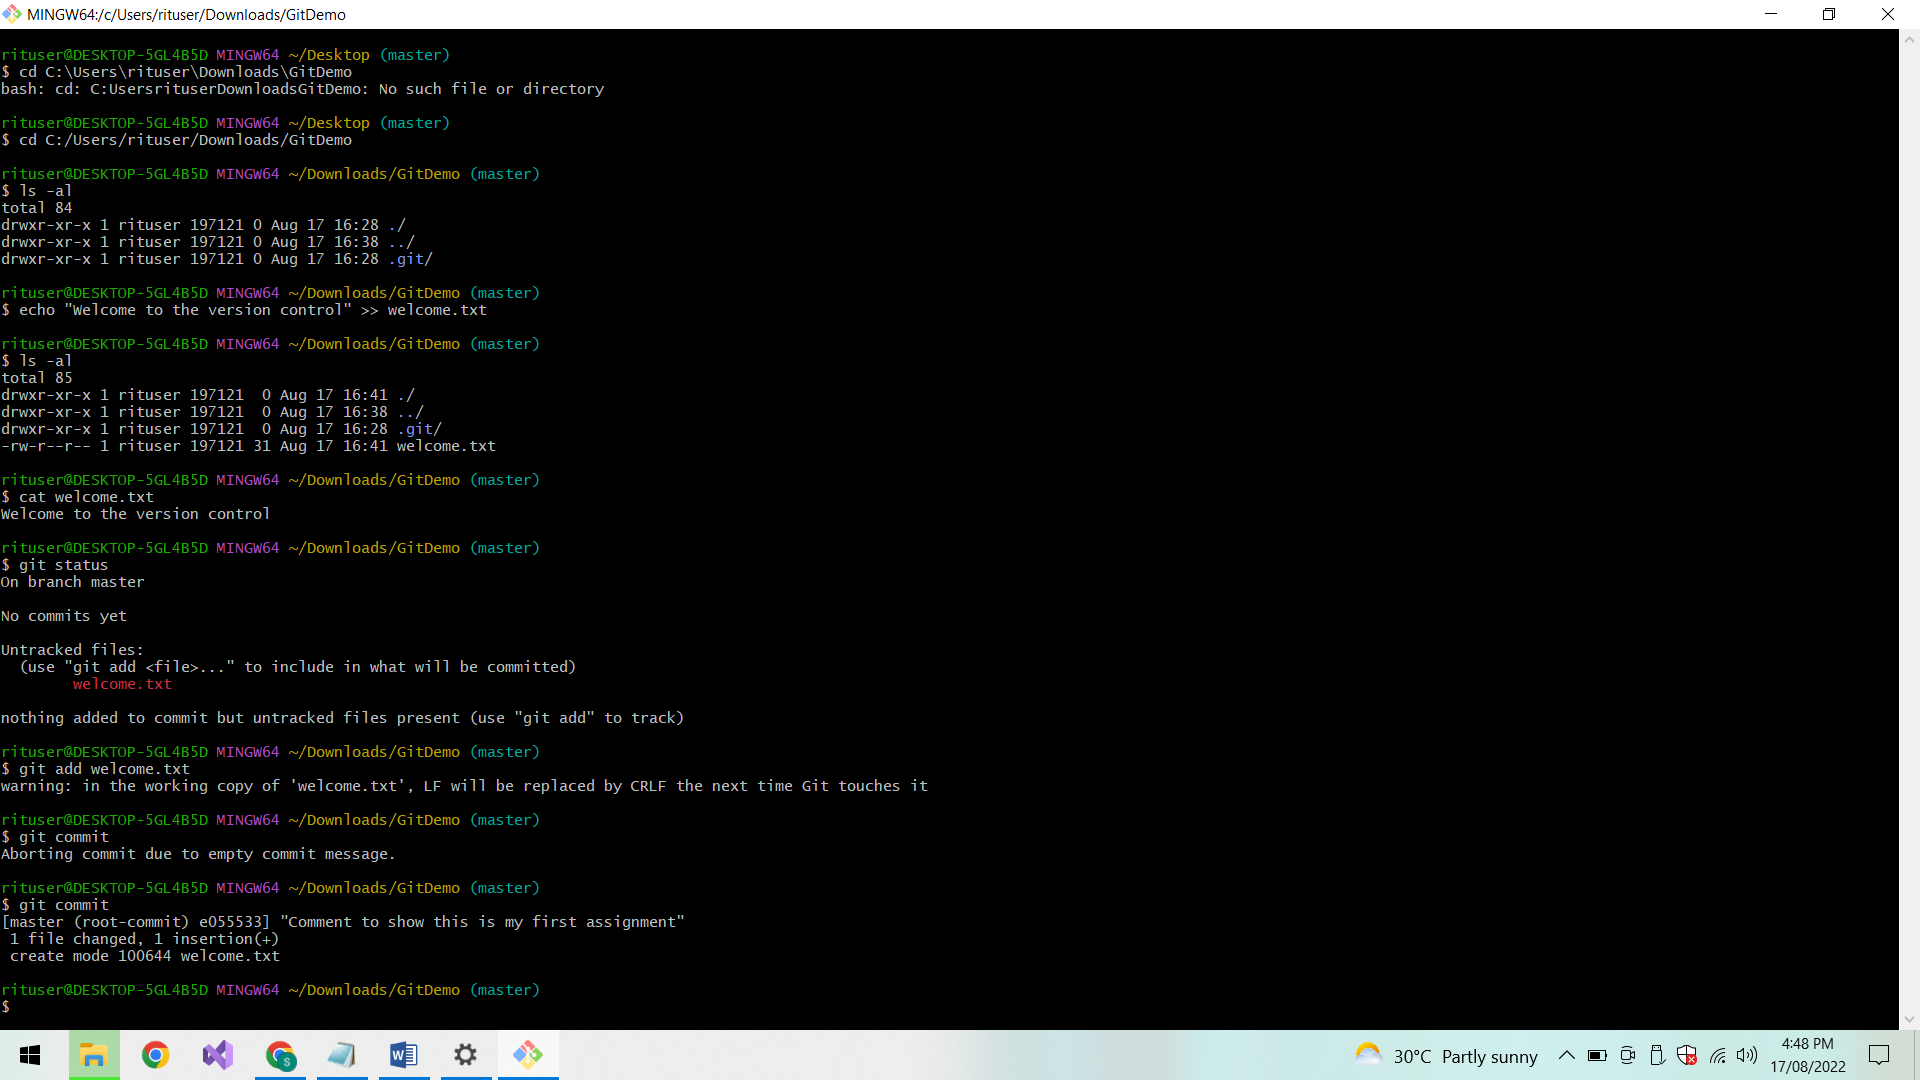 MINGW64:/c/Users/rituser/Downloads/GitDemo
rituser@DESKTOP-5GL4B5D MINGW64 ~/Desktop (master)
$ cd C:\Users\rituser\Downloads\GitDemo
bash: cd: C:UsersrituserDownloadsGitDemo: No such file or directory
rituser@DESKTOP-5GL4B5D MINGW64 ~/Desktop (master)
$ cd C:/Users/rituser/Downloads/GitDemo
rituser@DESKTOP-5GL4B5D MINGW64 ~/Downloads/GitDemo (master)
$ ls -al
total 84
drwxr-xr-x 1 rituser 197121 0 Aug 17 16:28 ./
drwxr-xr-x 1 rituser 197121 0 Aug 17 16:38 ../
drwxr-xr-x 1 rituser 197121 0 Aug 17 16:28 .git/
rituser@DESKTOP-5GL4B5D MINGW64 ~/Downloads/GitDemo (master)
$ echo "Welcome to the version control" >> welcome.txt
rituser@DESKTOP-5GL4B5D MINGW64 ~/Downloads/GitDemo (master)
$ ls -al
total 85
drwxr-xr-x 1 rituser 197121  0 Aug 17 16:41 ./
drwxr-xr-x 1 rituser 197121  0 Aug 17 16:38 ../
drwxr-xr-x 1 rituser 197121  0 Aug 17 16:28 .git/
-rw-r--r-- 1 rituser 197121 31 Aug 17 16:41 welcome.txt
rituser@DESKTOP-5GL4B5D MINGW64 ~/Downloads/GitDemo (master)
$ cat welcome.txt
Welcome to the version control
rituser@DESKTOP-5GL4B5D MINGW64 ~/Downloads/GitDemo (master)
$ git status
On branch master
No commits yet
Untracked files:
  (use "git add <file>..." to include in what will be committed)
        welcome.txt
nothing added to commit but untracked files present (use "git add" to track)
rituser@DESKTOP-5GL4B5D MINGW64 ~/Downloads/GitDemo (master)
$ git add welcome.txt
warning: in the working copy of 'welcome.txt', LF will be replaced by CRLF the next time Git touches it
rituser@DESKTOP-5GL4B5D MINGW64 ~/Downloads/GitDemo (master)
$ git commit
Aborting commit due to empty commit message.
rituser@DESKTOP-5GL4B5D MINGW64 ~/Downloads/GitDemo (master)
$ git commit
[master (root-commit) e055533] "Comment to show this is my first assignment"
 1 file changed, 1 insertion(+)
 create mode 100644 welcome.txt
rituser@DESKTOP-5GL4B5D MINGW64 ~/Downloads/GitDemo (master)
$
S
W
30°C Partly sunny
4:48 PM
17/08/2022